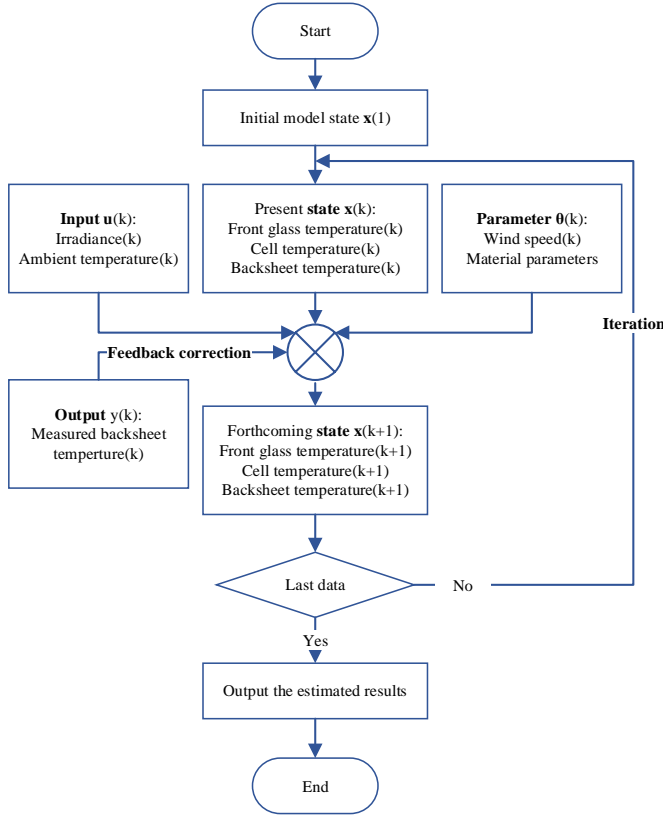 Start
Initial model state x(1)
Input u(k):
Irradiance(k)
Ambient temperature(k)
Present state x(k):
Front glass temperature(k)
Cell temperature(k)
Backsheet temperature(k)
Parameter θ(k):
Wind speed(k)
Material parameters
Iteration
Feedback correction
Output y(k):
Measured backsheet
temperture(k)
Forthcoming state x(k+1):
Front glass temperature(k+1)
Cell temperature(k+1)
Backsheet temperature(k+1)
Last data
No
Yes
Output the estimated results
End